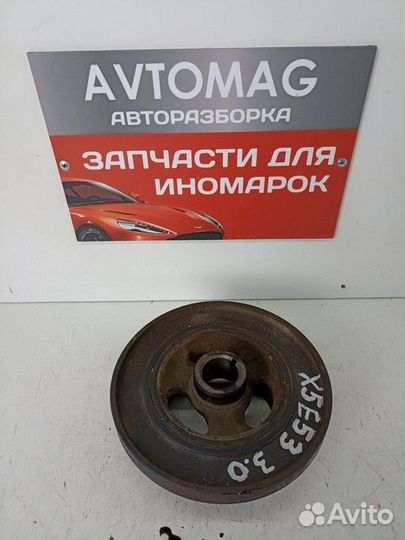 AVTOMAG
АВТОРАЗБОРКА
ЗАПЧАСТИ ДЛЯ
ИНОМАРОК
X5E53
3.0
Avito